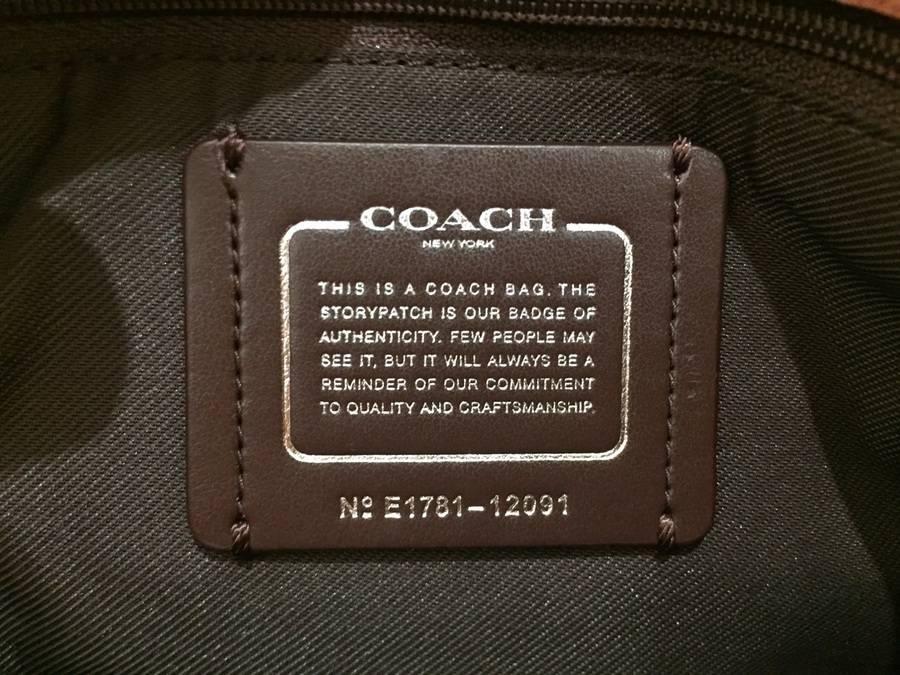 COACH
NEW YORK
THIS IS A COACH BAG. THE
STORYPATCH IS OUR BADGE OF
AUTHENTICITY. FEW PEOPLE MAY
SEE IT, BUT IT WILL ALWAYS BE A
REMINDER OF OUR COMMITMENT
TO QUALITY AND CRAFTSMANSHIP.
Nº E1781-12091